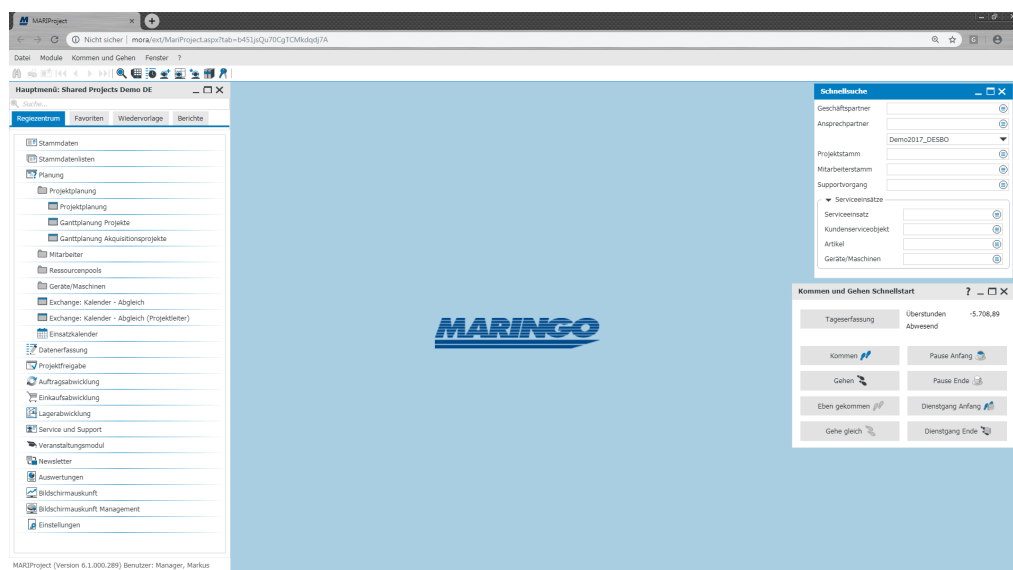 MARIProject
Nicht sicher | mora/ext/MariProject.aspx?tab=b451jsQu70CgTCMkdqdj7A
Datei Module Kommen und Gehen Fenster ?
Hauptmenü: Shared Projects Demo DE
Suche...
Regiezentrum Favoriten Wiedervorlage Berichte
Stammdaten
Stammdatenlisten
Planung
Projektplanung
Projektplanung
Ganttplanung Projekte
Ganttplanung Akquisitionsprojekte
Mitarbeiter
Ressourcenpools
Geräte/Maschinen
Exchange: Kalender - Abgleich
Exchange: Kalender - Abgleich (Projektleiter)
Einsatzkalender
Datenerfassung
Projektfreigabe
Auftragsabwicklung
Einkaufsabwicklung
Lagerabwicklung
Service und Support
Veranstaltungsmodul
Newsletter
Auswertungen
Bildschirmauskunft
Bildschirmauskunft Management
Einstellungen
MARIProject (Version 6.1.000.289) Benutzer: Manager, Markus
MARINGO
Schnellsuche
Geschäftspartner
Ansprechpartner
Demo2017_DESBO
Projektstamm
Mitarbeiterstamm
Supportvorgang
Serviceeinsätze
Serviceeinsatz
Kundenserviceobjekt
Artikel
Geräte/Maschinen
Kommen und Gehen Schnellstart ?
Tageserfassung Überstunden -5.708,89
Abwesend
Kommen Pause Anfang
Gehen Pause Ende
Eben gekommen Dienstgang Anfang
Gehe gleich Dienstgang Ende